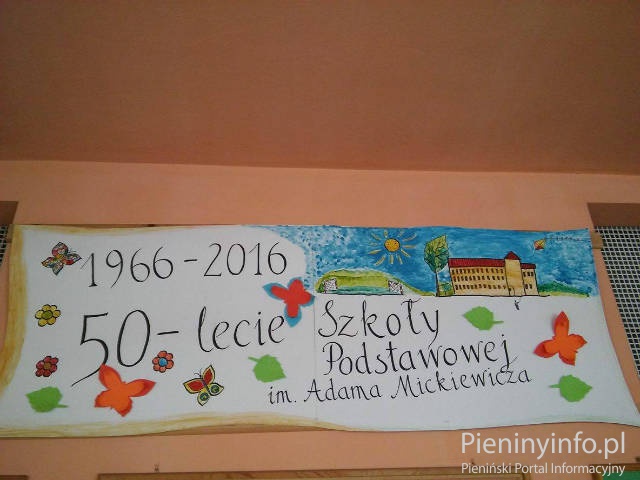 1966-2016
50-lecie
Szkoły
Podstawowej
im. Adama Mickiewicza
Pieninyinfo.pl
Pieniński Portal Informacyjny